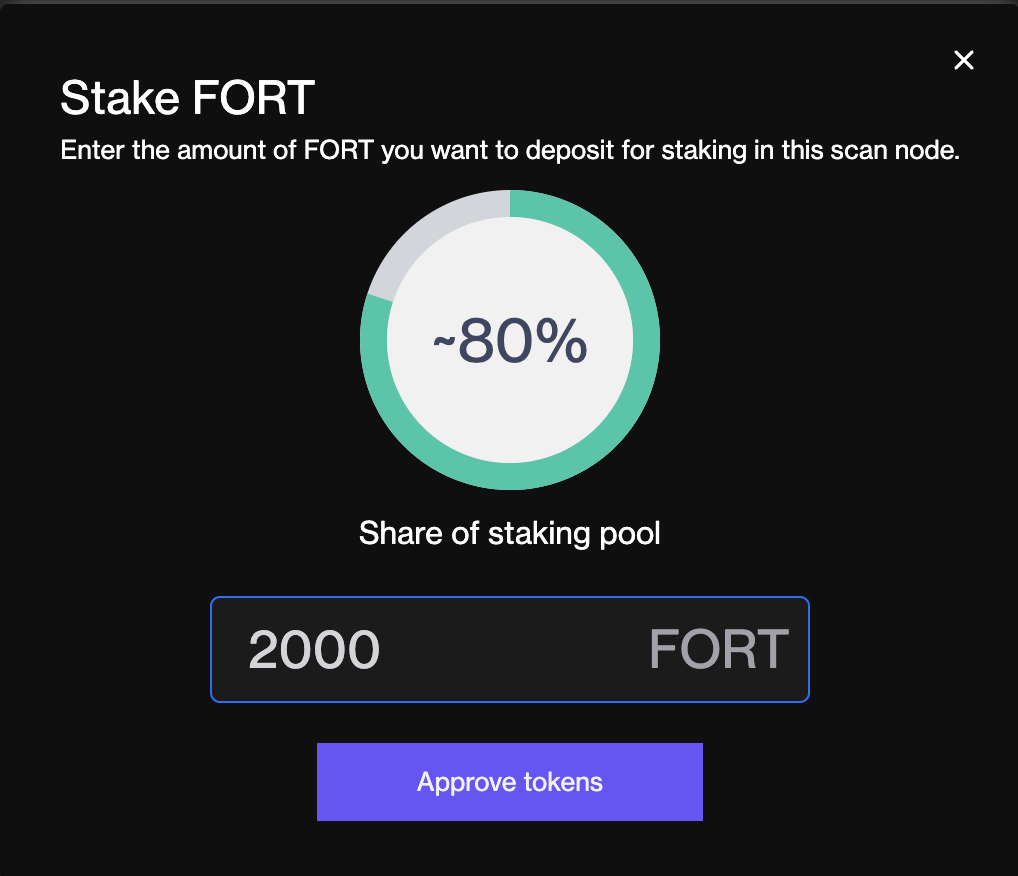 Stake FORT
Enter the amount of FORT you want to deposit for staking in this scan node.
~80%
Share of staking pool
2000 FORT
Approve tokens